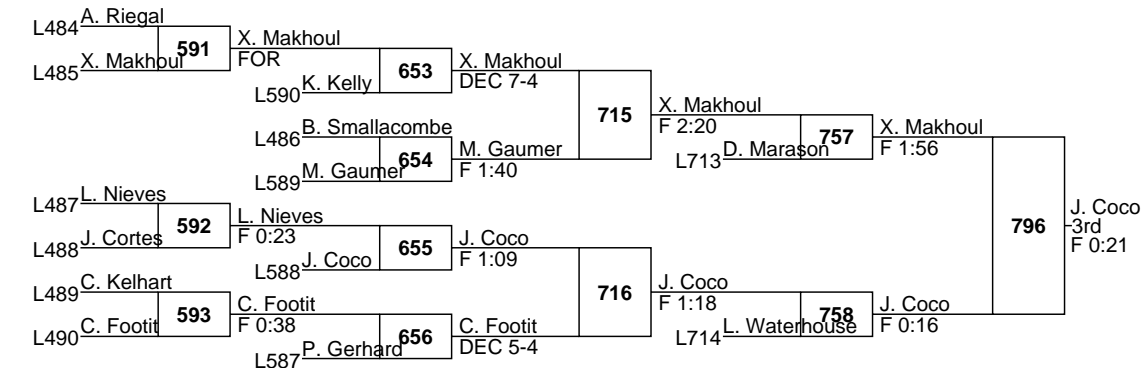 L484 A. Riegal
591
L485 X. Makhoul
X. Makhoul
FOR
653
L590 K. Kelly
X. Makhoul
DEC 7-4
L486 B. Smallacombe
654
L589 M. Gaumer
M. Gaumer
F 1:40
715
X. Makhoul
F 2:20
757
L713 D. Marason
X. Makhoul
F 1:56
L487 L. Nieves
592
L488 J. Cortes
L. Nieves
F 0:23
655
L588 J. Coco
J. Coco
F 1:09
L489 C. Kelhart
593
L490 C. Footit
C. Footit
F 0:38
656
L587 P. Gerhard
C. Footit
DEC 5-4
716
J. Coco
F 1:18
758
L714 L. Waterhouse
J. Coco
F 0:16
796
J. Coco
3rd
F 0:21